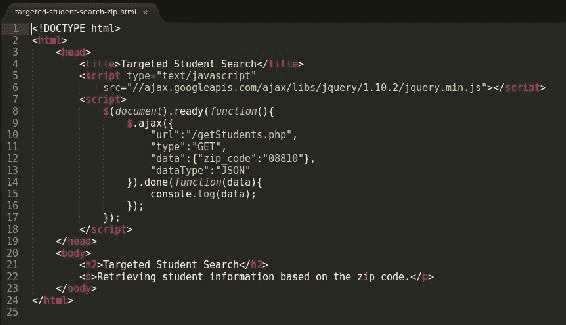 targeted-student-search-zip.html ×
1 <!DOCTYPE html>
2 <html>
3 <head>
4 <title>Targeted Student Search</title>
5 <script type="text/javascript"
6 src="//ajax.googleapis.com/ajax/libs/jquery/1.10.2/jquery.min.js"></script>
7 <script>
8 $(document).ready(function(){
9 $.ajax({
10 "url":"/getStudents.php",
11 "type":"GET",
12 "data":{"zip_code":"08810"},
13 "dataType":"JSON"
14 }).done(function(data){
15 console.log(data);
16 });
17 });
18 </script>
19 </head>
20 <body>
21 <h2>Targeted Student Search</h2>
22 <p>Retrieving student information based on the zip code.</p>
23 </body>
24 </html>
25